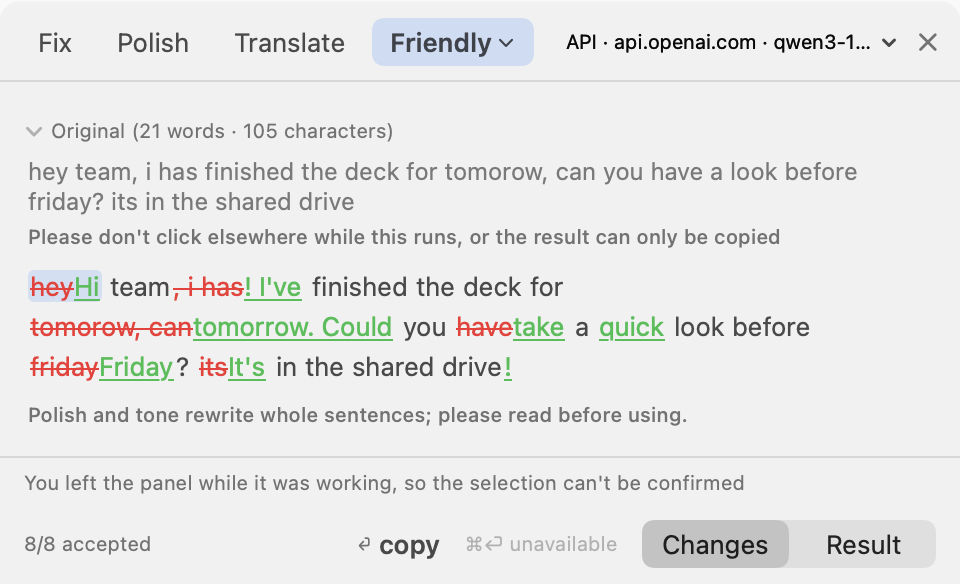 Fix Polish Translate Friendly API · api.openai.com · qwen3-1...
Original (21 words · 105 characters)
hey team, i has finished the deck for tomorow, can you have a look before
friday? its in the shared drive
Please don't click elsewhere while this runs, or the result can only be copied
heyHi team, i has! I've finished the deck for
tomorow, cantomorrow. Could you havetake a quick look before
fridayFriday? itsIt's in the shared drive!
Polish and tone rewrite whole sentences; please read before using.
You left the panel while it was working, so the selection can't be confirmed
8/8 accepted ⏎ copy ⌘⏎ unavailable Changes Result